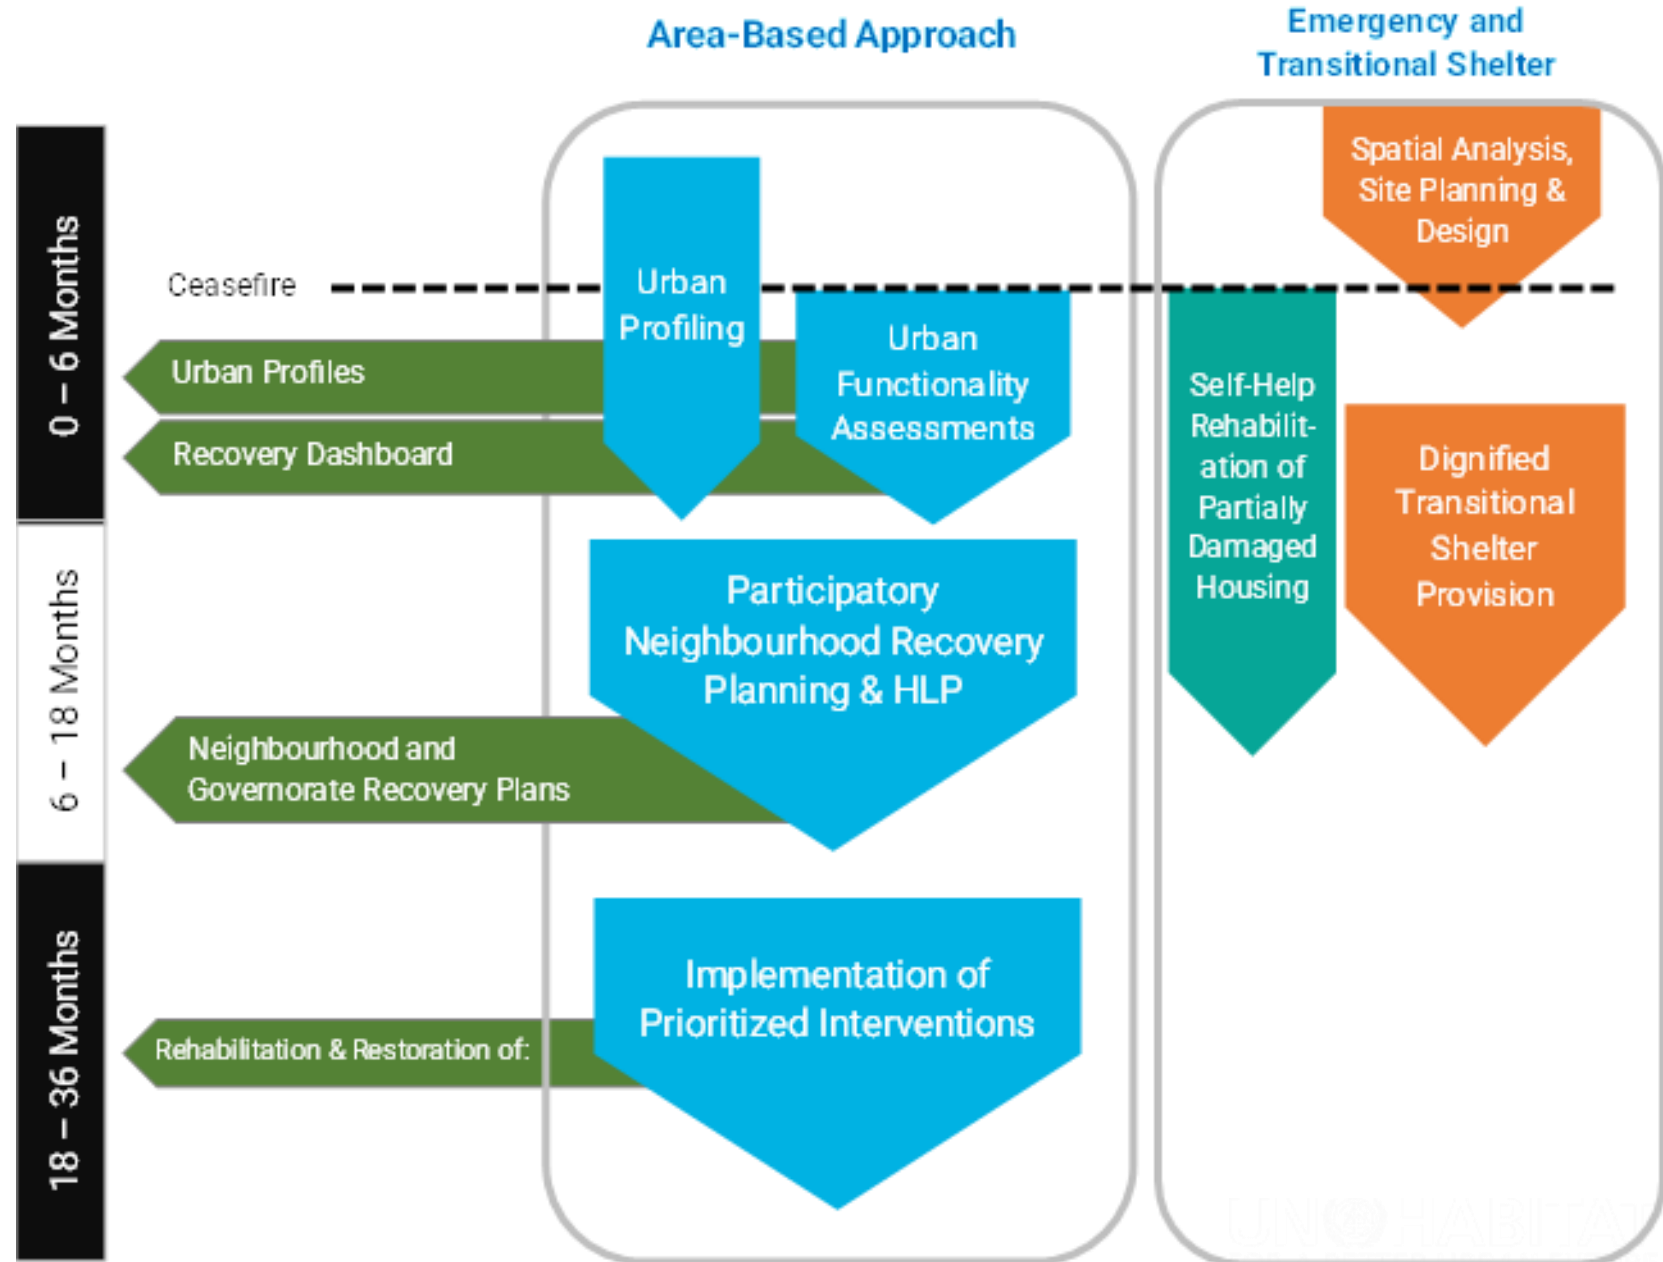 Area-Based Approach
Emergency and
Transitional Shelter
0 – 6 Months
Spatial Analysis,
Site Planning &
Design
Ceasefire
Urban
Profiling
Urban
Functionality
Assessments
Urban Profiles
Recovery Dashboard
Self-Help
Rehabilit-
ation of
Partially
Damaged
Housing
Dignified
Transitional
Shelter
Provision
6 – 18 Months
Participatory
Neighbourhood Recovery
Planning & HLP
Neighbourhood and
Governorate Recovery Plans
18 – 36 Months
Implementation of
Prioritized Interventions
Rehabilitation & Restoration of:
UN HABITAT